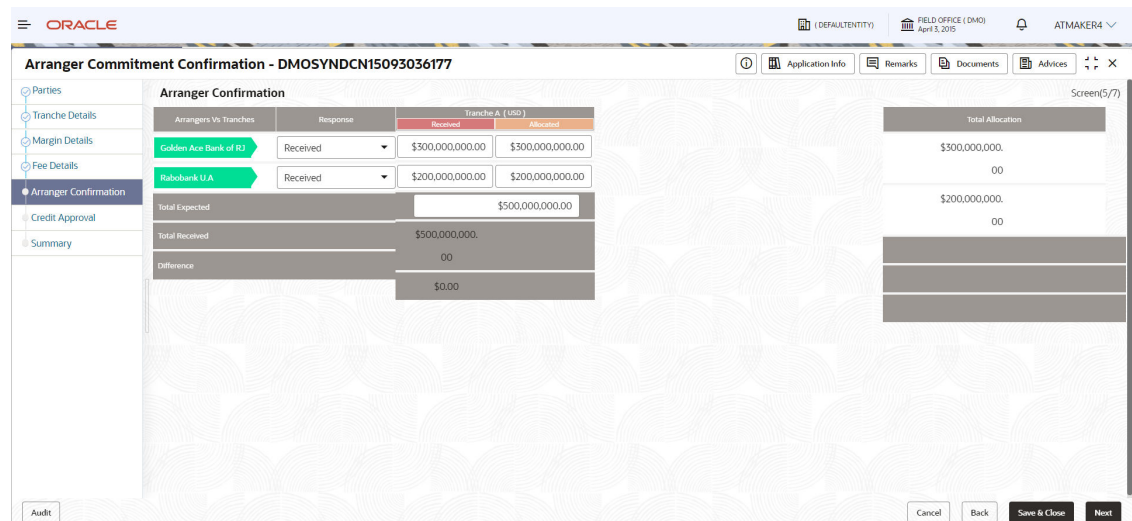 ORACLE
( DEFAULTENTITY)
FIELD OFFICE ( DMO)
April 3, 2015
ATMAKER4
Arranger Commitment Confirmation - DMOSYNDCN15093036177
Application Info
Remarks
Documents
Advices
Parties
Tranche Details
Margin Details
Fee Details
Arranger Confirmation
Credit Approval
Summary
Arranger Confirmation
Screen(5/7)
Arrangers Vs Tranches
Response
Tranche A ( USD )
Received
Allocated
Total Allocation
Golden Ace Bank of RJ
Received
$300,000,000.00
$300,000,000.00
$300,000,000.
00
Rabobank U.A
Received
$200,000,000.00
$200,000,000.00
$200,000,000.
00
Total Expected
$500,000,000.00
Total Received
$500,000,000.
00
Difference
$0.00
Audit
Cancel
Back
Save & Close
Next